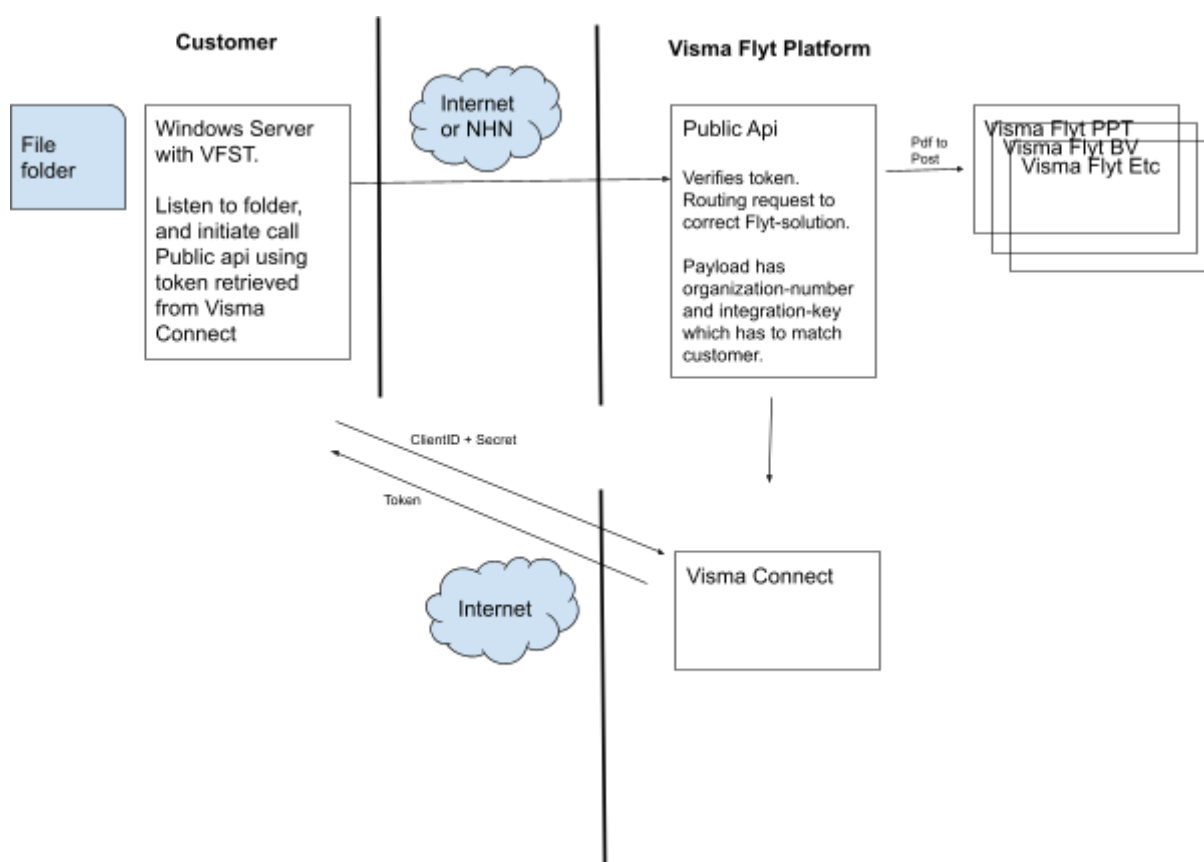 Customer
Visma Flyt Platform
File
folder
Windows Server
with VFST.
Listen to folder,
and initiate call
Public api using
token retrieved
from Visma
Connect
Internet
or NHN
Public Api
Verifies token.
Routing request to
correct Flyt-solution.
Payload has
organization-number
and integration-key
which has to match
customer.
Pdf to
Post
Visma Flyt PPT
Visma Flyt BV
Visma Flyt Etc
ClientID + Secret
Token
Internet
Visma Connect